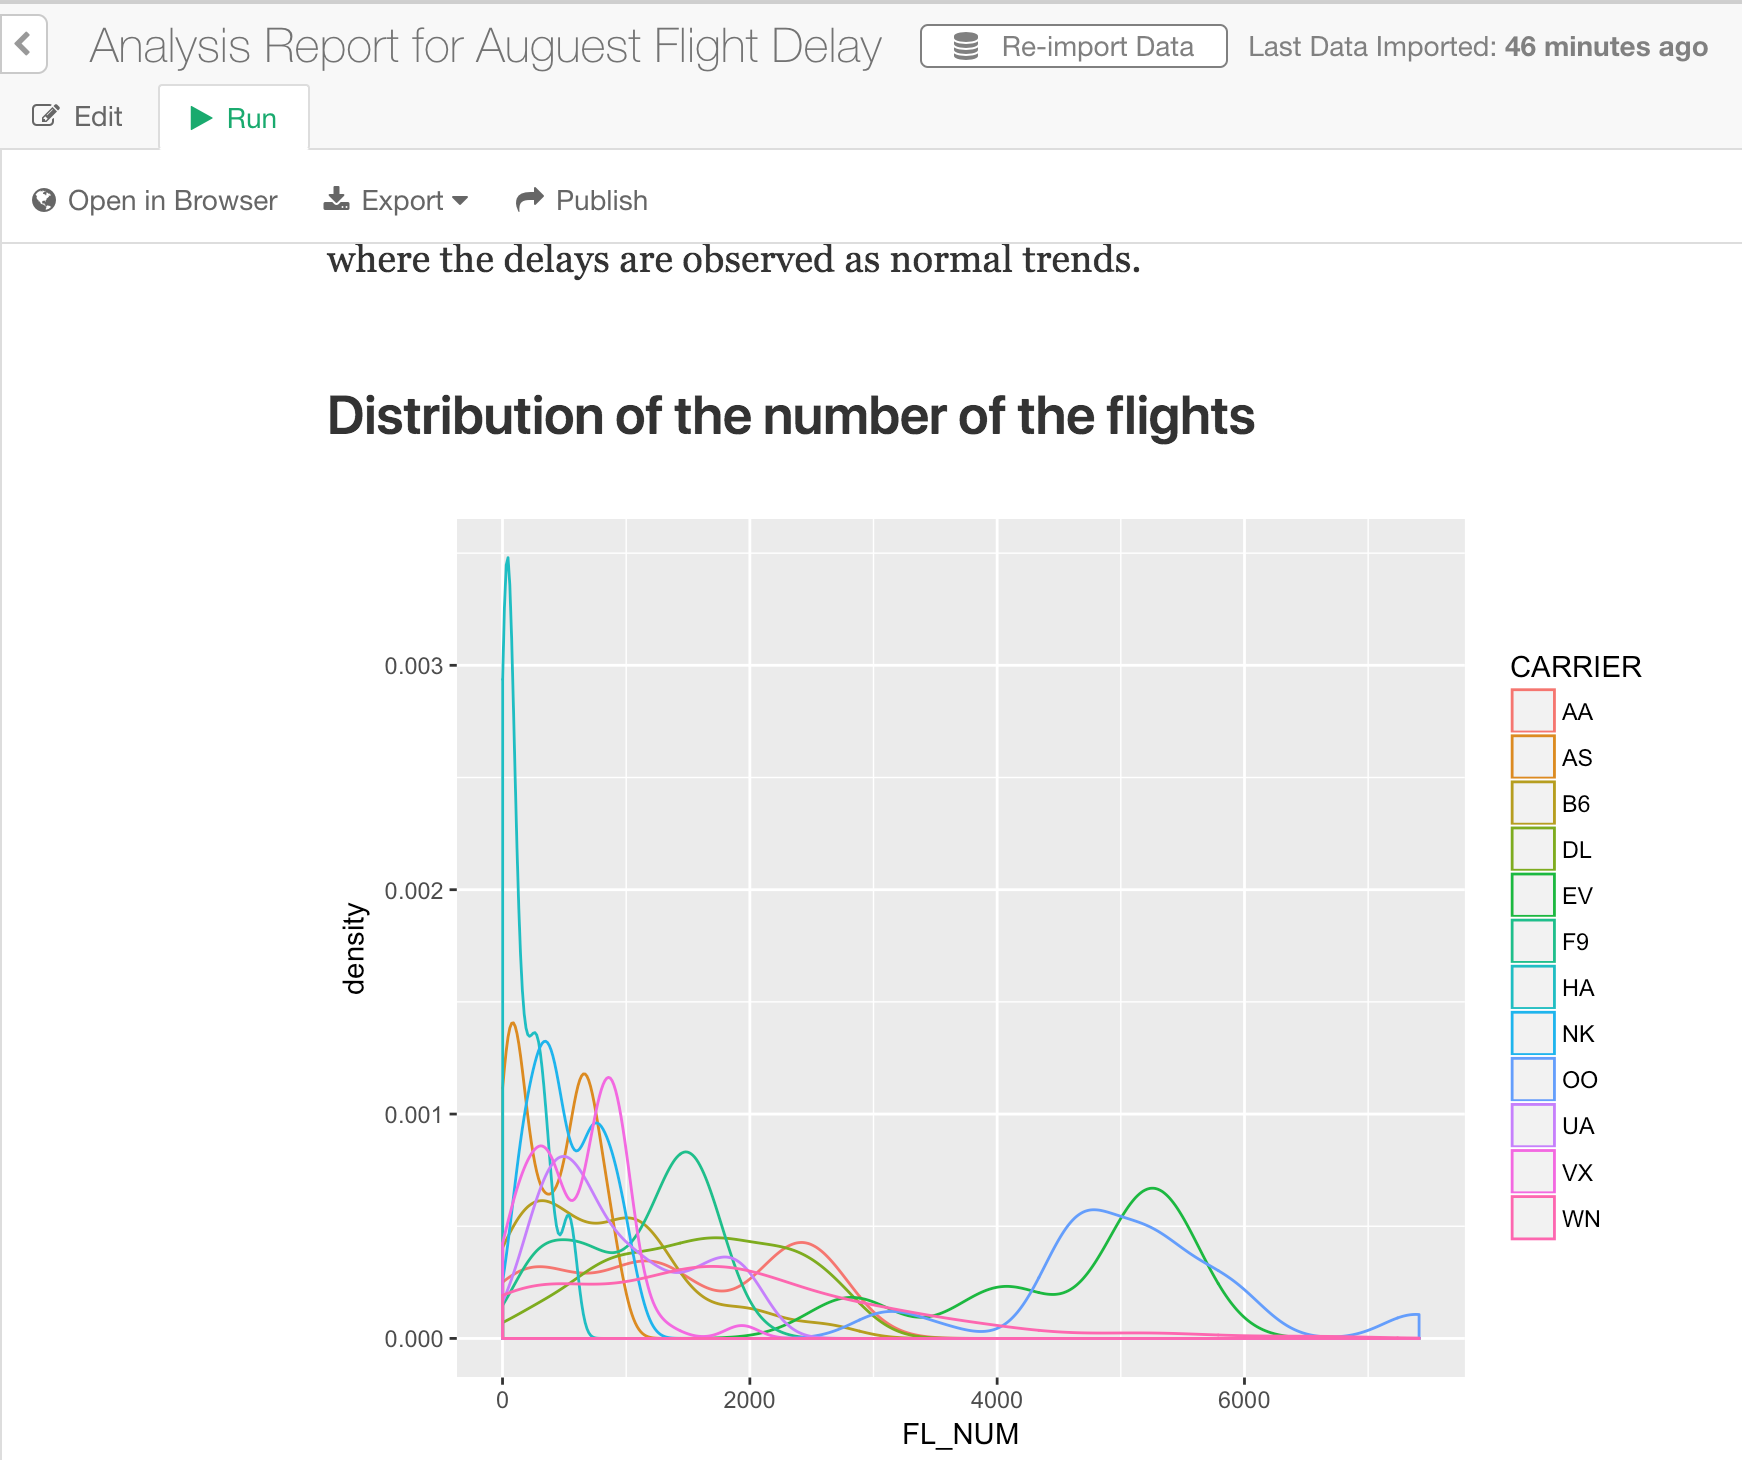 Analysis Report for Auguest Flight Delay
Re-import Data
Last Data Imported: 46 minutes ago
Edit
Run
Open in Browser
Export
Publish
where the delays are observed as normal trends.
Distribution of the number of the flights
0.003
0.002
0.001
0.000
density
0
2000
4000
6000
FL_NUM
CARRIER
AA
AS
B6
DL
EV
F9
HA
NK
OO
UA
VX
WN